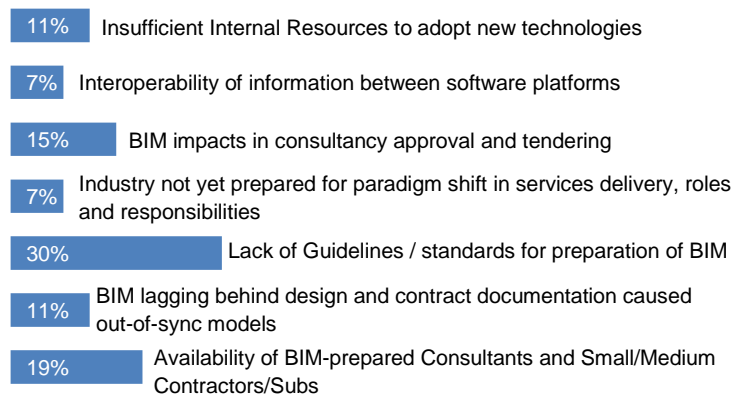 11% Insufficient Internal Resources to adopt new technologies
7% Interoperability of information between software platforms
15% BIM impacts in consultancy approval and tendering
7% Industry not yet prepared for paradigm shift in services delivery, roles
and responsibilities
30% Lack of Guidelines / standards for preparation of BIM
11% BIM lagging behind design and contract documentation caused
out-of-sync models
19% Availability of BIM-prepared Consultants and Small/Medium
Contractors/Subs